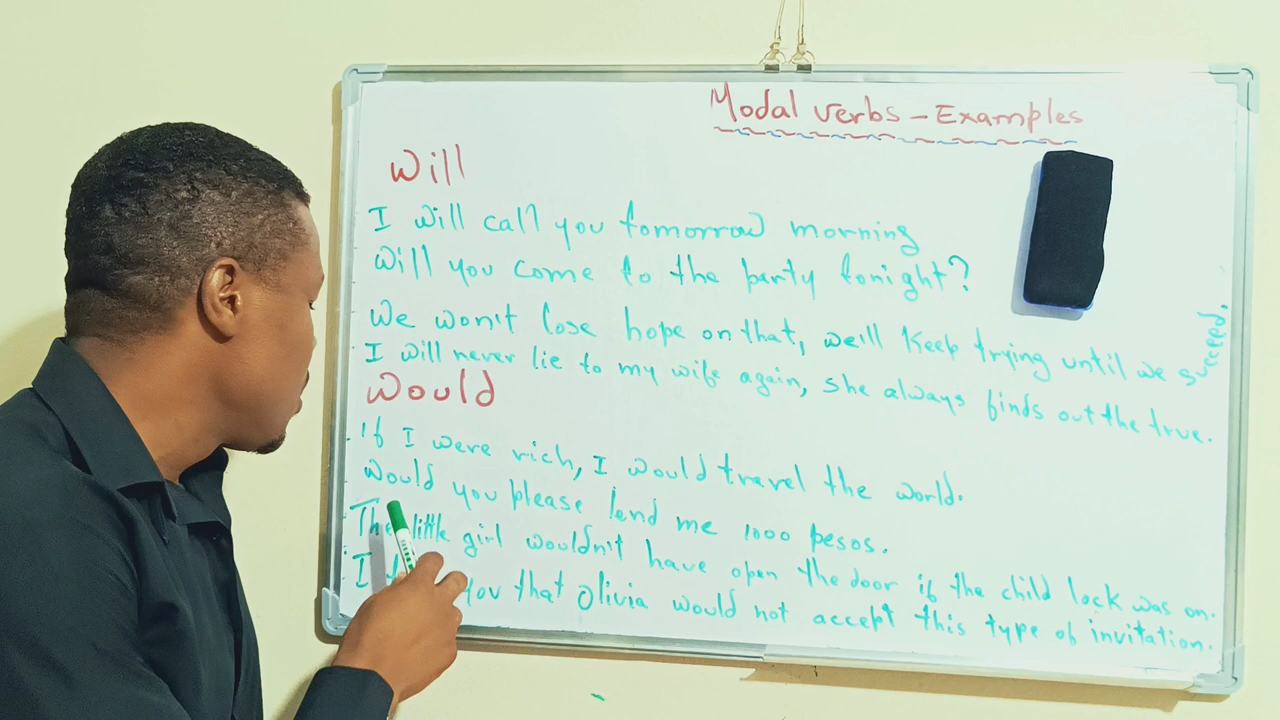 Modal verbs - Examples
Will
I will call you tomorrow morning
Will you come to the party tonight?
We won't lose hope on that, we'll keep trying until we succeed.
I will never lie to my wife again, she always finds out the true.
Would
If I were rich, I would travel the world.
Would you please lend me 1000 pesos.
The little girl wouldn't have open the door if the child lock was on.
I you that Olivia would not accept this type of invitation.